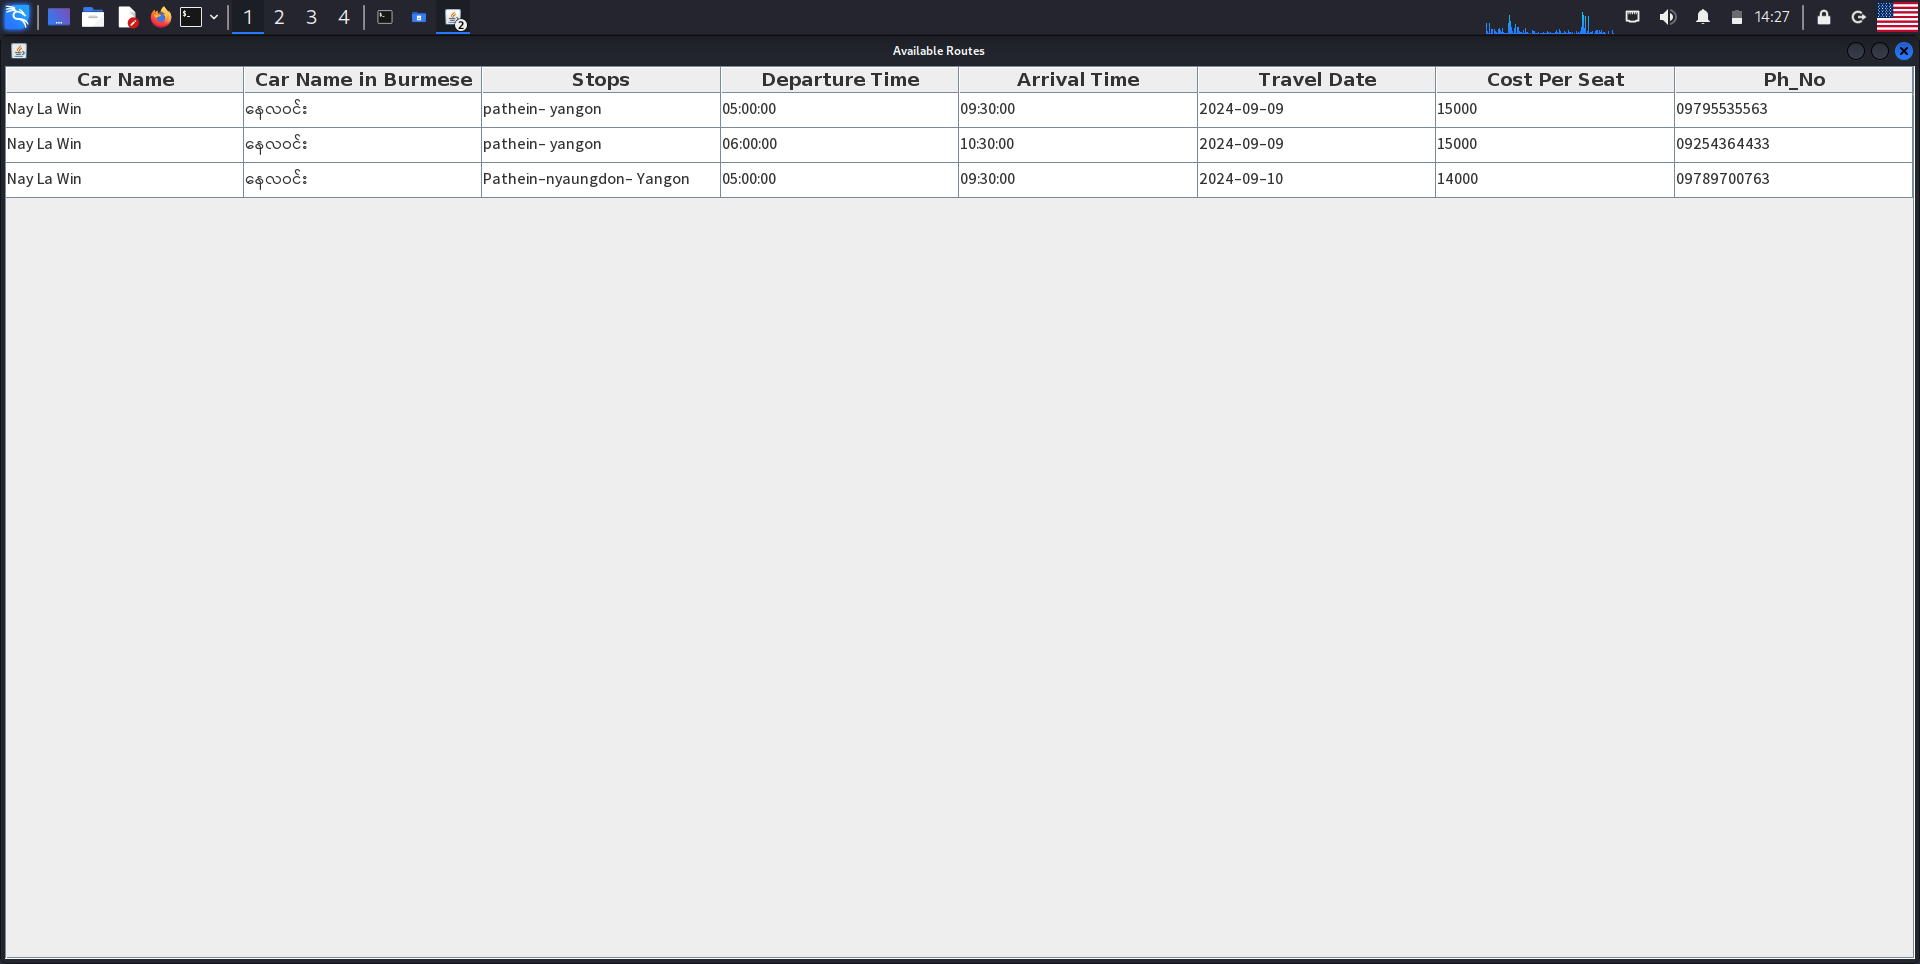 1 2 3 4 2 14:27
Available Routes
Car Name Car Name in Burmese Stops Departure Time Arrival Time Travel Date Cost Per Seat Ph_No
Nay La Win နေလဝင်း pathein- yangon 05:00:00 09:30:00 2024-09-09 15000 09795535563
Nay La Win နေလဝင်း pathein- yangon 06:00:00 10:30:00 2024-09-09 15000 09254364433
Nay La Win နေလဝင်း Pathein-nyaungdon- Yangon 05:00:00 09:30:00 2024-09-10 14000 09789700763